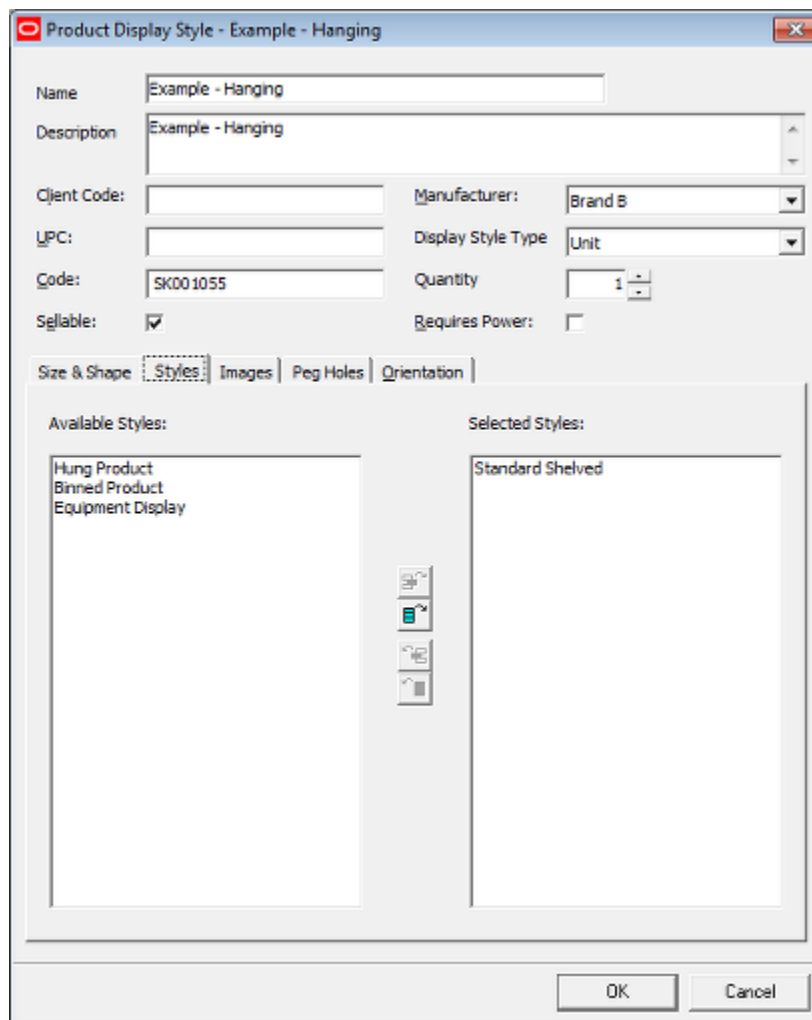 Product Display Style - Example - Hanging
Name
Example - Hanging
Description
Example - Hanging
Client Code:
Manufacturer:
Brand B
UPC:
Display Style Type
Unit
Code:
SK001055
Quantity
1
Sellable:
Requires Power:
Size & Shape
Styles
Images
Peg Holes
Orientation
Available Styles:
Selected Styles:
Hung Product
Binned Product
Equipment Display
Standard Shelved
OK
Cancel